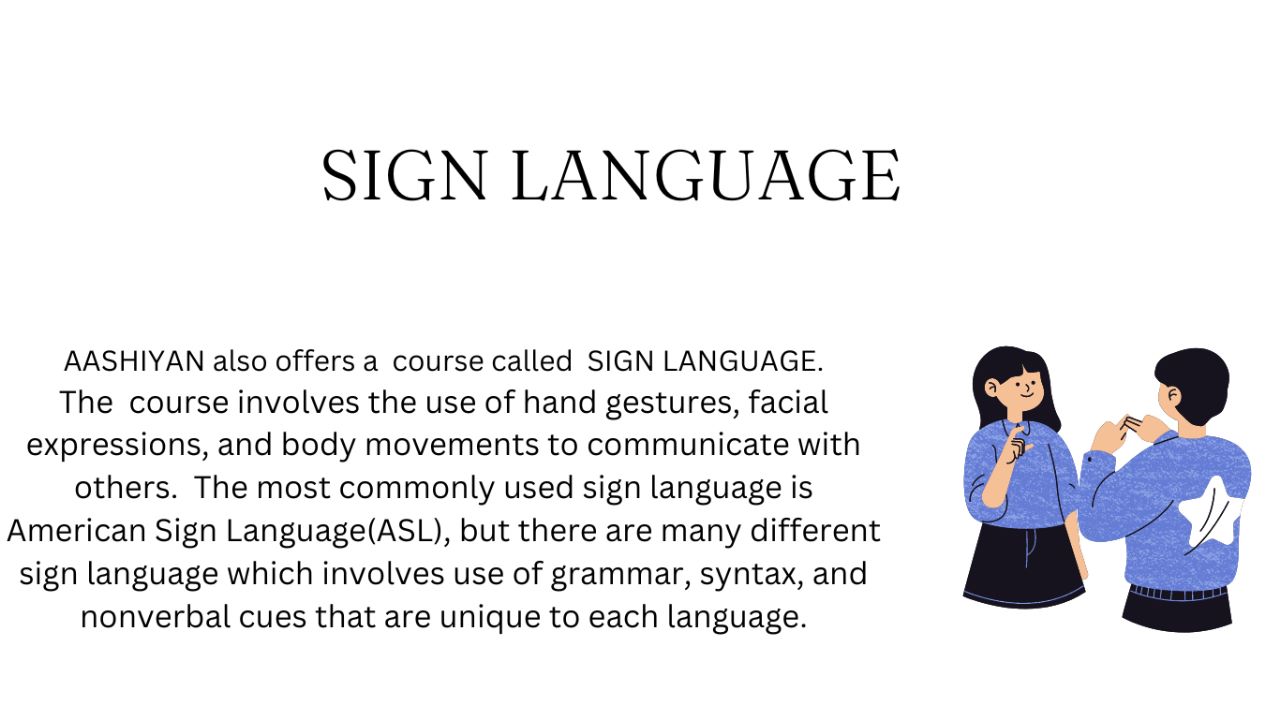 SIGN LANGUAGE
AASHIYAN also offers a course called SIGN LANGUAGE.
The course involves the use of hand gestures, facial
expressions, and body movements to communicate with
others. The most commonly used sign language is
American Sign Language(ASL), but there are many different
sign language which involves use of grammar, syntax, and
nonverbal cues that are unique to each language.